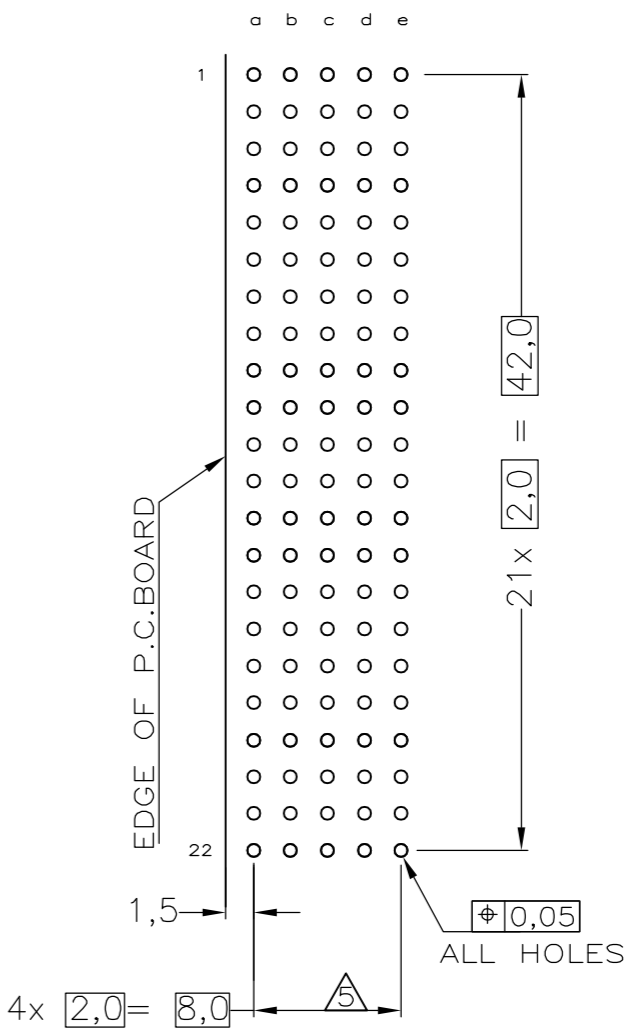 a b c d e
1
21x 2,0 = 42,0
EDGE OF P.C.BOARD
22
1,5
⌖ 0,05
ALL HOLES
4x 2,0= 8,0
5